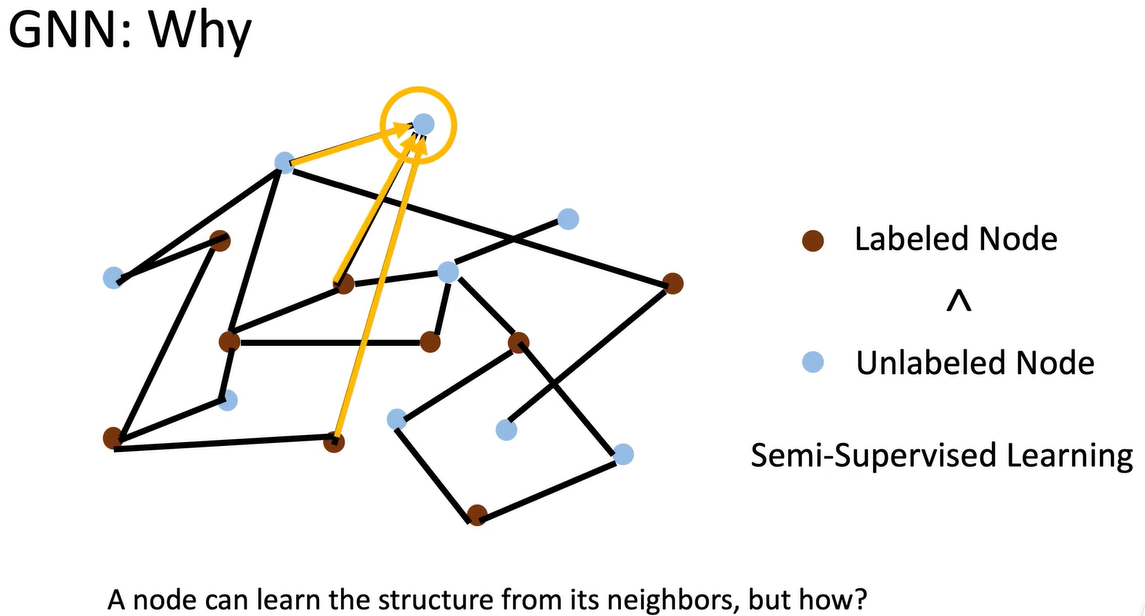 GNN: Why
Labeled Node
^
Unlabeled Node
Semi-Supervised Learning
A node can learn the structure from its neighbors, but how?